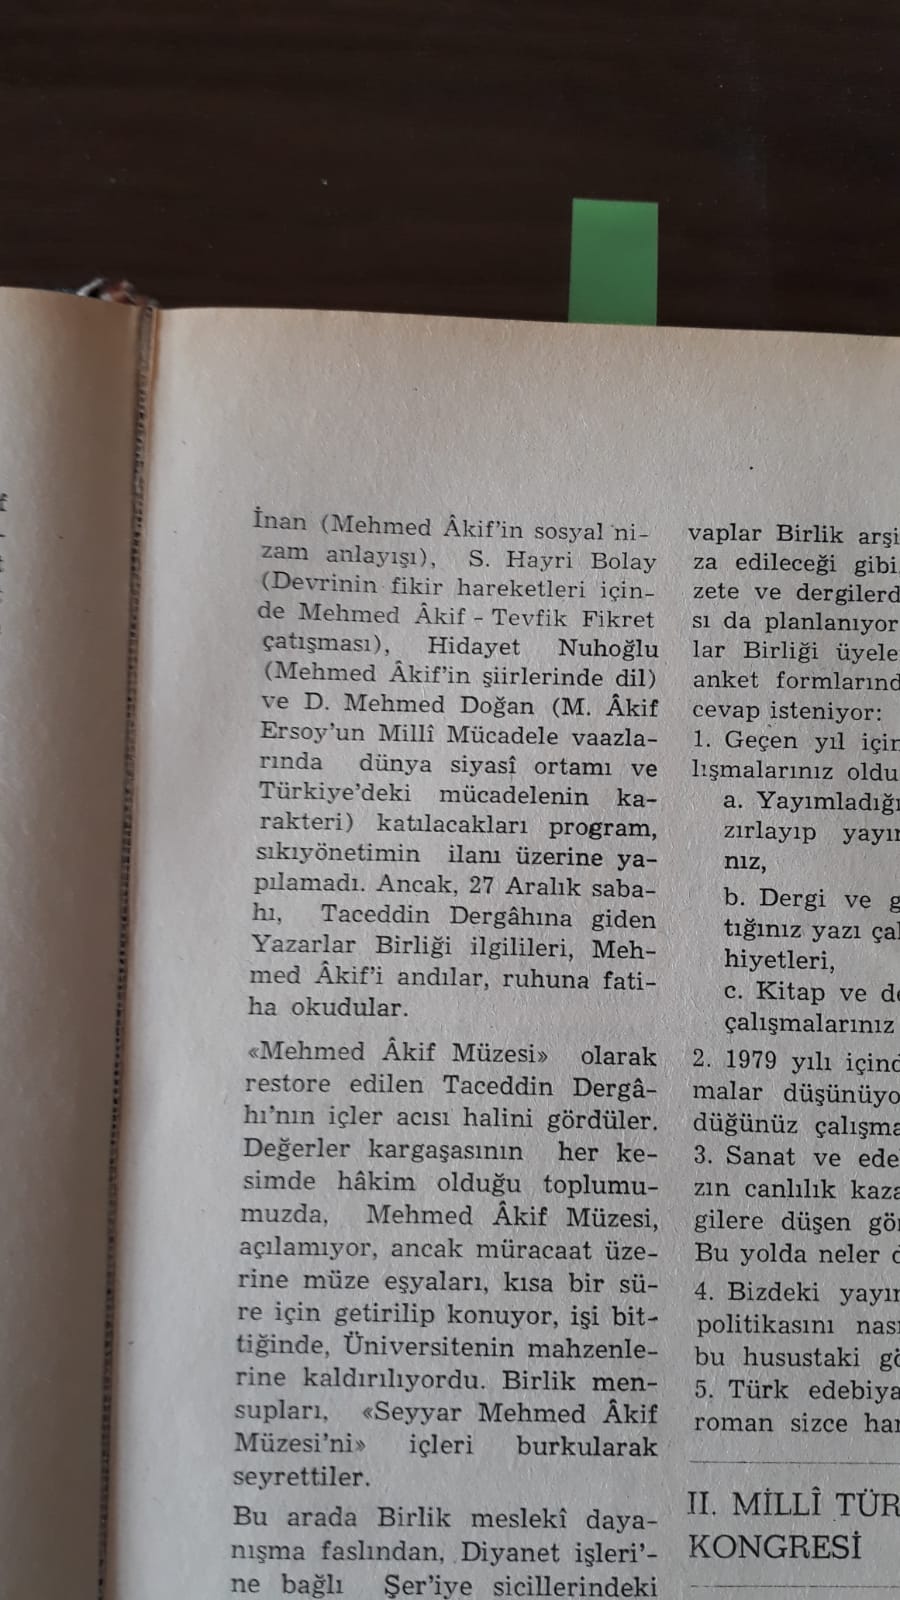 İnan (Mehmed Âkif'in sosyal ni-
zam anlayışı), S. Hayri Bolay
(Devrinin fikir hareketleri için-
de Mehmed Âkif - Tevfik Fikret
çatışması), Hidayet Nuhoğlu
(Mehmed Âkif'in şiirlerinde dil)
ve D. Mehmed Doğan (M. Âkif
Ersoy'un Millî Mücadele vaazla-
rında dünya siyasî ortamı ve
Türkiye'deki mücadelenin ka-
rakteri) katılacakları program,
sıkıyönetimin ilanı üzerine ya-
pılamadı. Ancak, 27 Aralık saba-
hı, Taceddin Dergâhına giden
Yazarlar Birliği ilgilileri, Meh-
med Âkif'i andılar, ruhuna fati-
ha okudular.
«Mehmed Âkif Müzesi» olarak
restore edilen Taceddin Dergâ-
hı'nın içler acısı halini gördüler.
Değerler kargaşasının her ke-
simde hâkim olduğu toplumu-
muzda, Mehmed Âkif Müzesi,
açılamıyor, ancak müracaat üze-
rine müze eşyaları, kısa bir sü-
re için getirilip konuyor, işi bit-
tiğinde, Üniversitenin mahzenle-
rine kaldırılıyordu. Birlik men-
supları, «Seyyar Mehmed Âkif
Müzesi'ni» içleri burkularak
seyrettiler.
Bu arada Birlik meslekî daya-
nışma faslından, Diyanet işleri'-
ne bağlı Şer'iye sicillerindeki
vaplar Birlik arşi
za edileceği gibi
zete ve dergilerd
sı da planlanıyor
lar Birliği üyele
anket formlarınd
cevap isteniyor:
1. Geçen yıl için
lışmalarınız oldu
a. Yayımladığı
zırlayıp yayır
nız,
b. Dergi ve g
tığınız yazı çal
hiyetleri,
c. Kitap ve de
çalışmalarınız
2. 1979 yılı içind
malar düşünüyo
düğünüz çalışma
3. Sanat ve ede
zın canlılık kaza
gilere düşen gör
Bu yolda neler d
4. Bizdeki yayır
politikasını nası
bu husustaki gö
5. Türk edebiya
roman sizce har
II. MİLLÎ TÜR
KONGRESİ